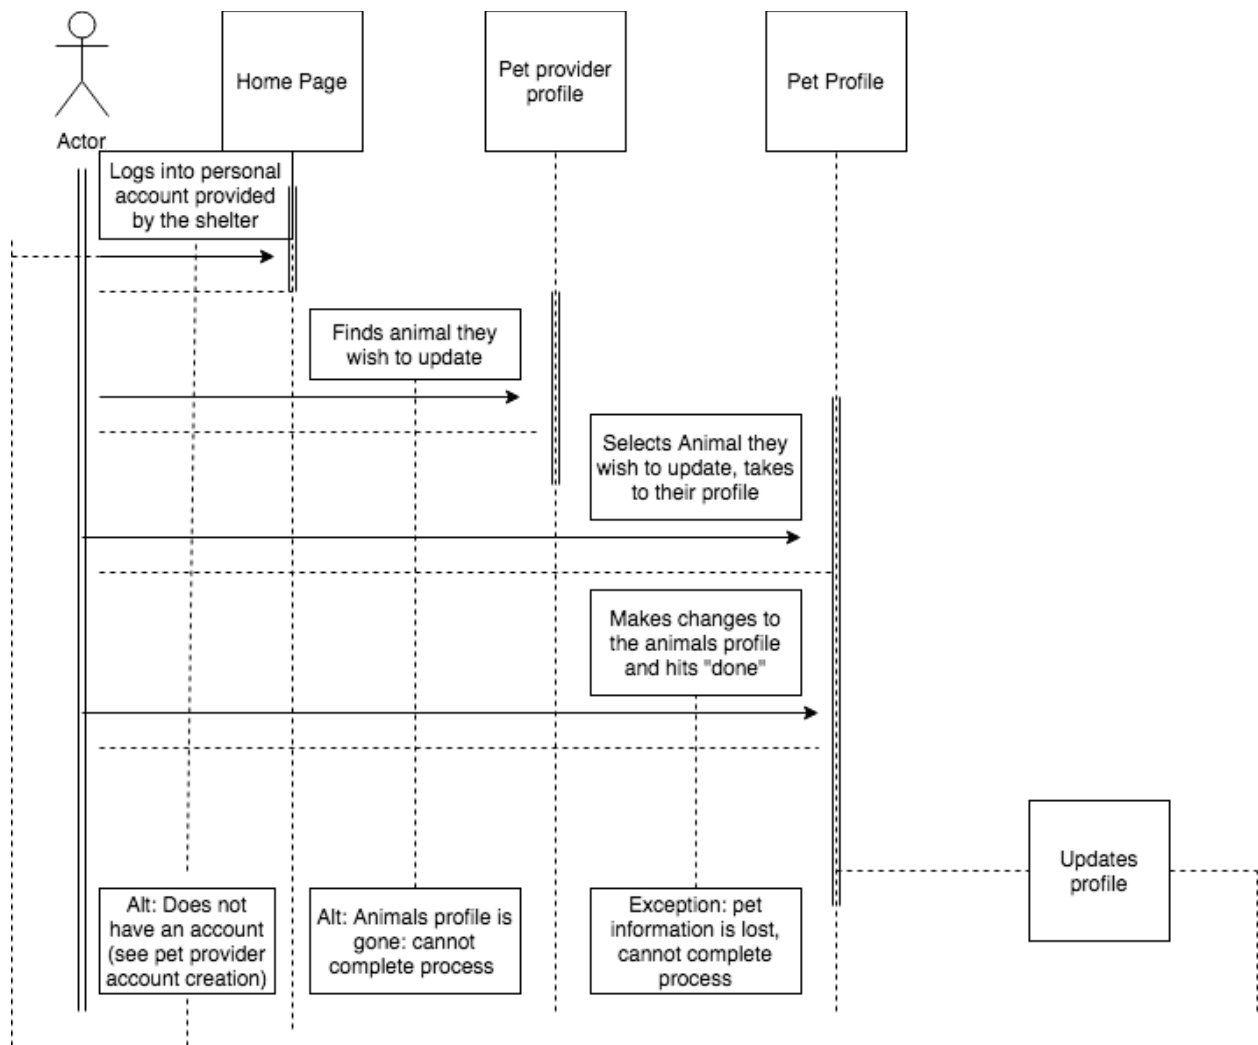 Home Page
Pet provider
profile
Pet Profile
Actor
Logs into personal
account provided
by the shelter
Finds animal they
wish to update
Selects Animal they
wish to update, takes
to their profile
Makes changes to
the animals profile
and hits "done"
Updates
profile
Alt: Does not
have an account
(see pet provider
account creation)
Alt: Animals profile is
gone: cannot
complete process
Exception: pet
information is lost,
cannot complete
process